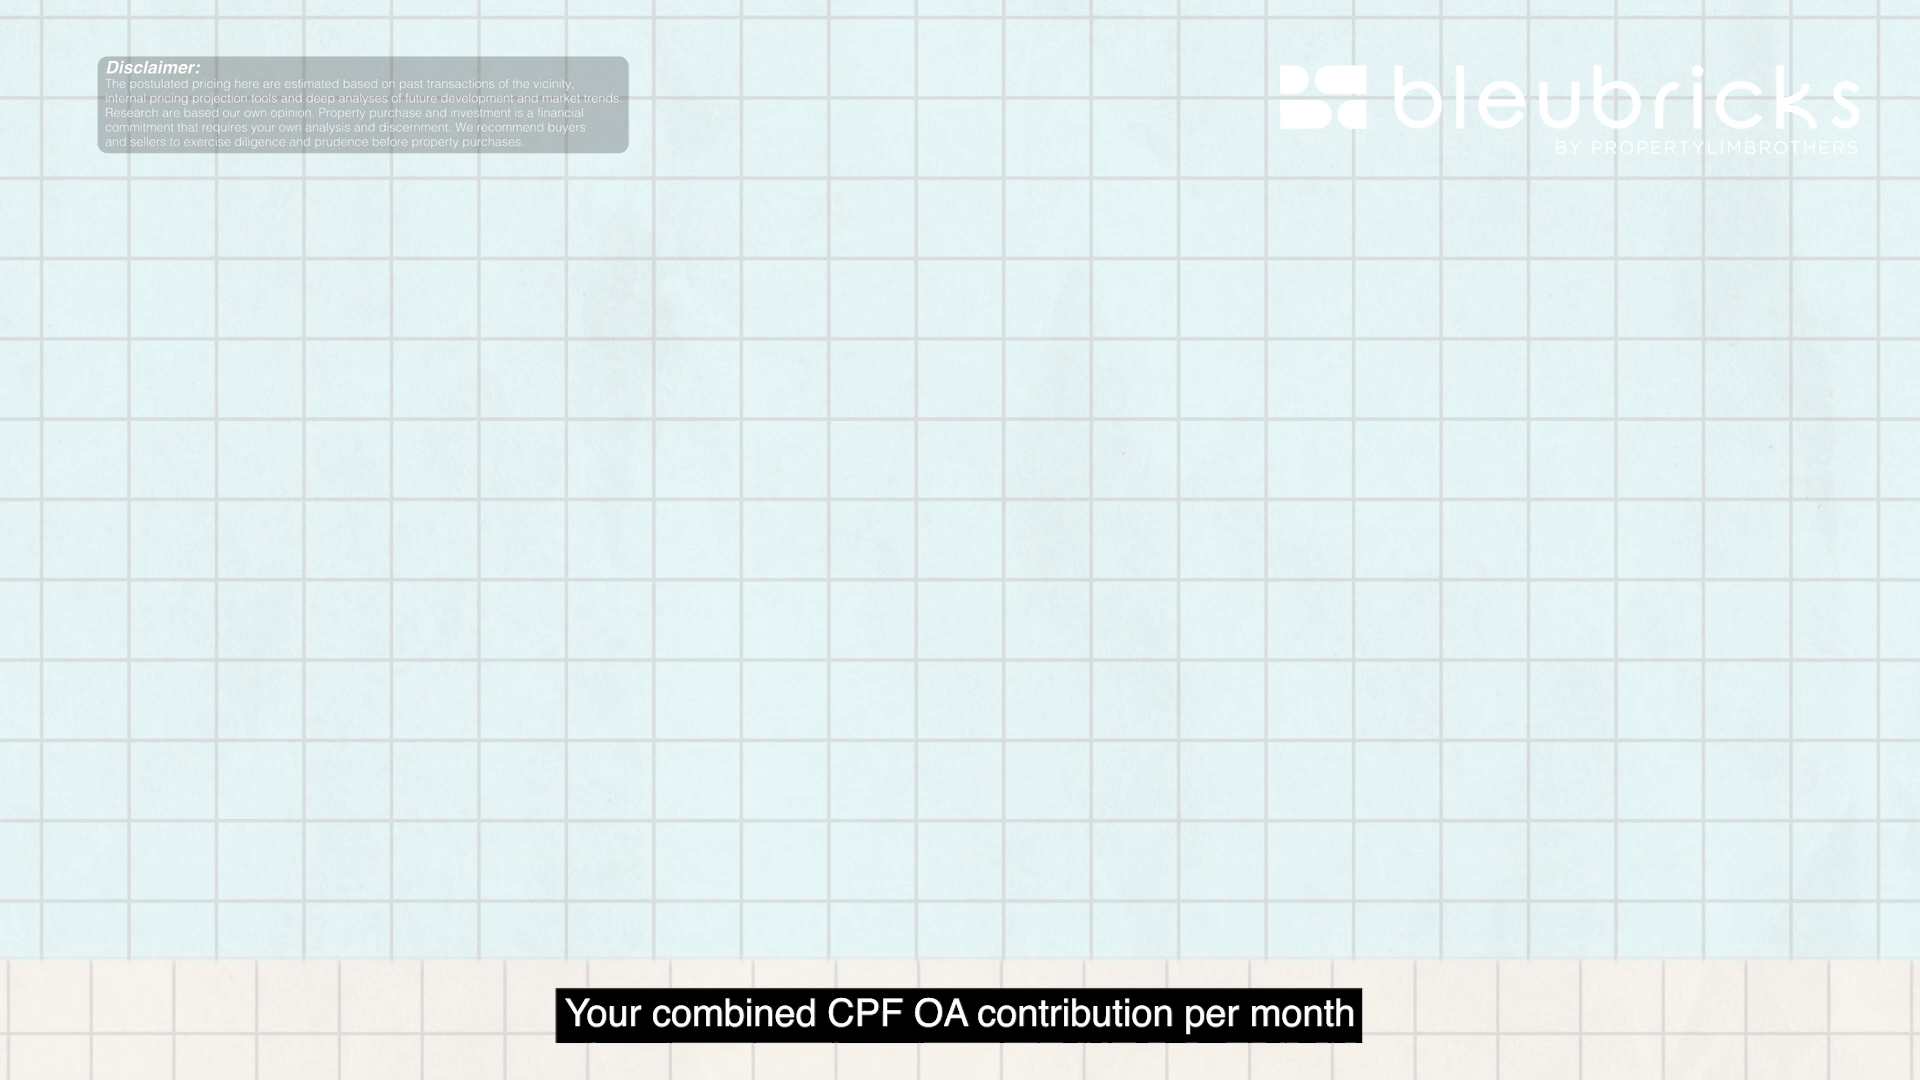 Disclaimer:
The postulated pricing here are estimated based on past transactions of the vicinity,
internal pricing projection tools and deep analyses of future development and market trends.
Research are based our own opinion. Property purchase and investment is a financial
commitment that requires your own analysis and discernment. We recommend buyers
and sellers to exercise diligence and prudence before property purchases.
bleubricks
BY PROPERTYLIMBROTHERS
Your combined CPF OA contribution per month